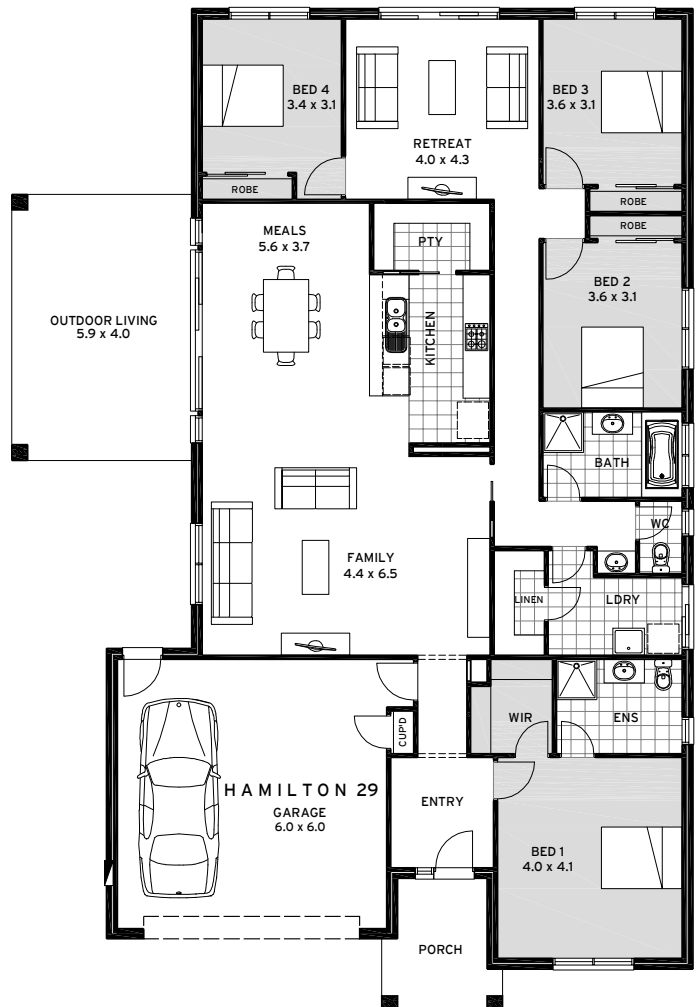 BED 4
3.4 x 3.1
ROBE
RETREAT
4.0 x 4.3
BED 3
3.6 x 3.1
ROBE
ROBE
MEALS
5.6 x 3.7
PTY
BED 2
3.6 x 3.1
OUTDOOR LIVING
5.9 x 4.0
KITCHEN
BATH
WC
FAMILY
4.4 x 6.5
LINEN
LDRY
WIR
ENS
CUP'D
HAMILTON 29
GARAGE
6.0 x 6.0
ENTRY
BED 1
4.0 x 4.1
PORCH